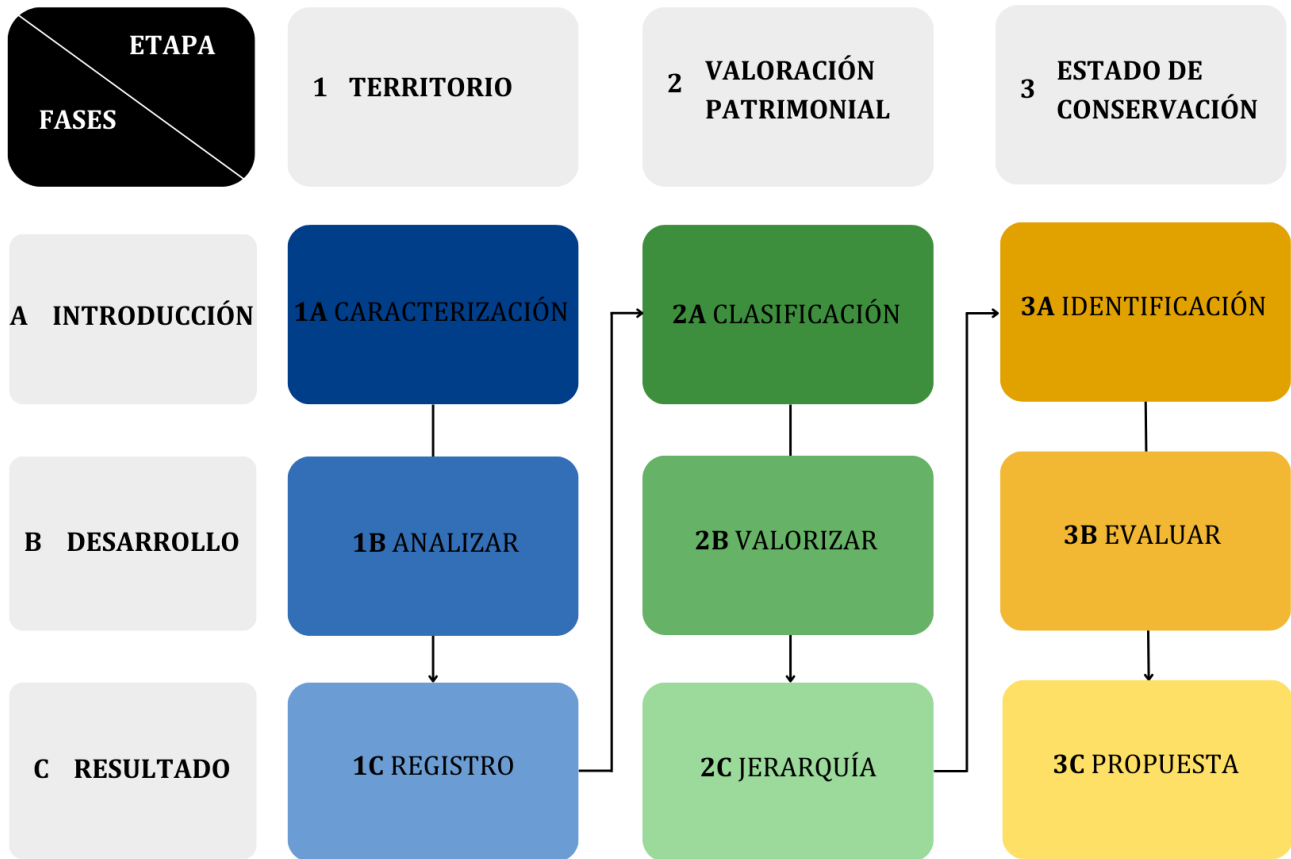 ETAPA
FASES
1 TERRITORIO
2 VALORACIÓN
PATRIMONIAL
3 ESTADO DE
CONSERVACIÓN
A INTRODUCCIÓN
1A CARACTERIZACIÓN
2A CLASIFICACIÓN
3A IDENTIFICACIÓN
B DESARROLLO
1B ANALIZAR
2B VALORIZAR
3B EVALUAR
C RESULTADO
1C REGISTRO
2C JERARQUÍA
3C PROPUESTA